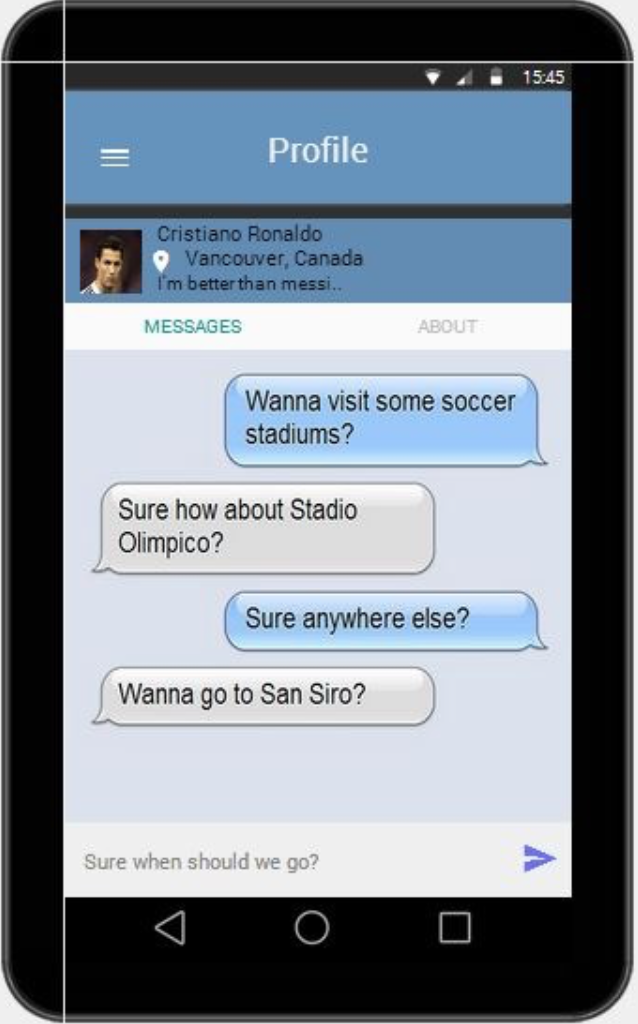 15:45
Profile
Cristiano Ronaldo
Vancouver, Canada
I'm better than messi..
MESSAGES ABOUT
Wanna visit some soccer
stadiums?
Sure how about Stadio
Olimpico?
Sure anywhere else?
Wanna go to San Siro?
Sure when should we go?